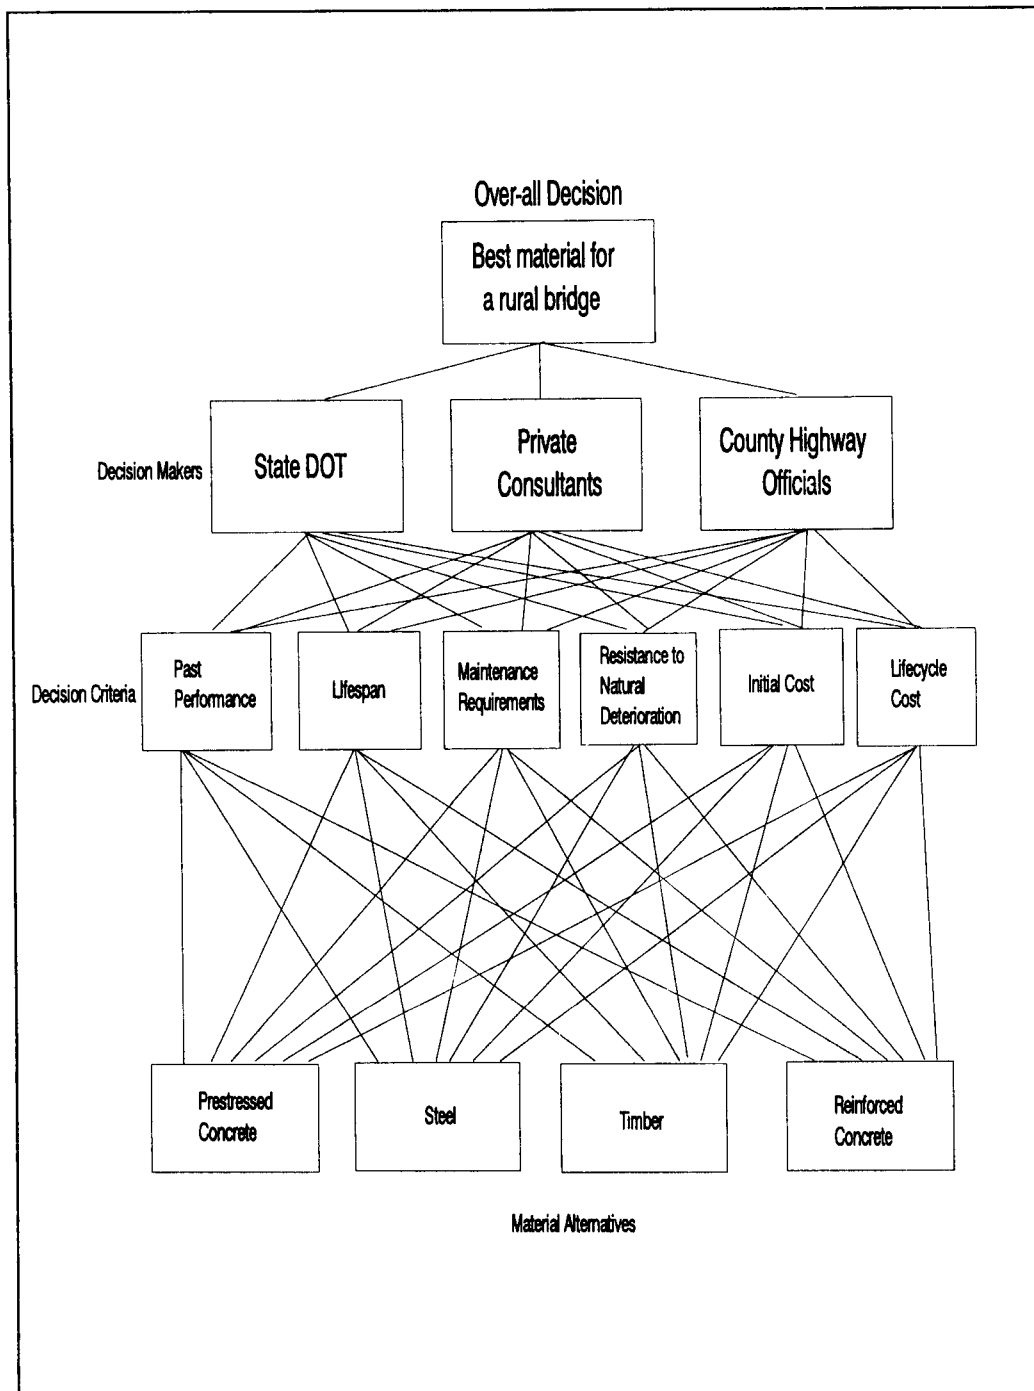 Over-all Decision
Best material for
a rural bridge
Decision Makers
State DOT
Private
Consultants
County Highway
Officials
Decision Criteria
Past
Performance
Lifespan
Maintenance
Requirements
Resistance to
Natural
Deterioration
Initial Cost
Lifecycle
Cost
Prestressed
Concrete
Steel
Timber
Reinforced
Concrete
Material Alternatives